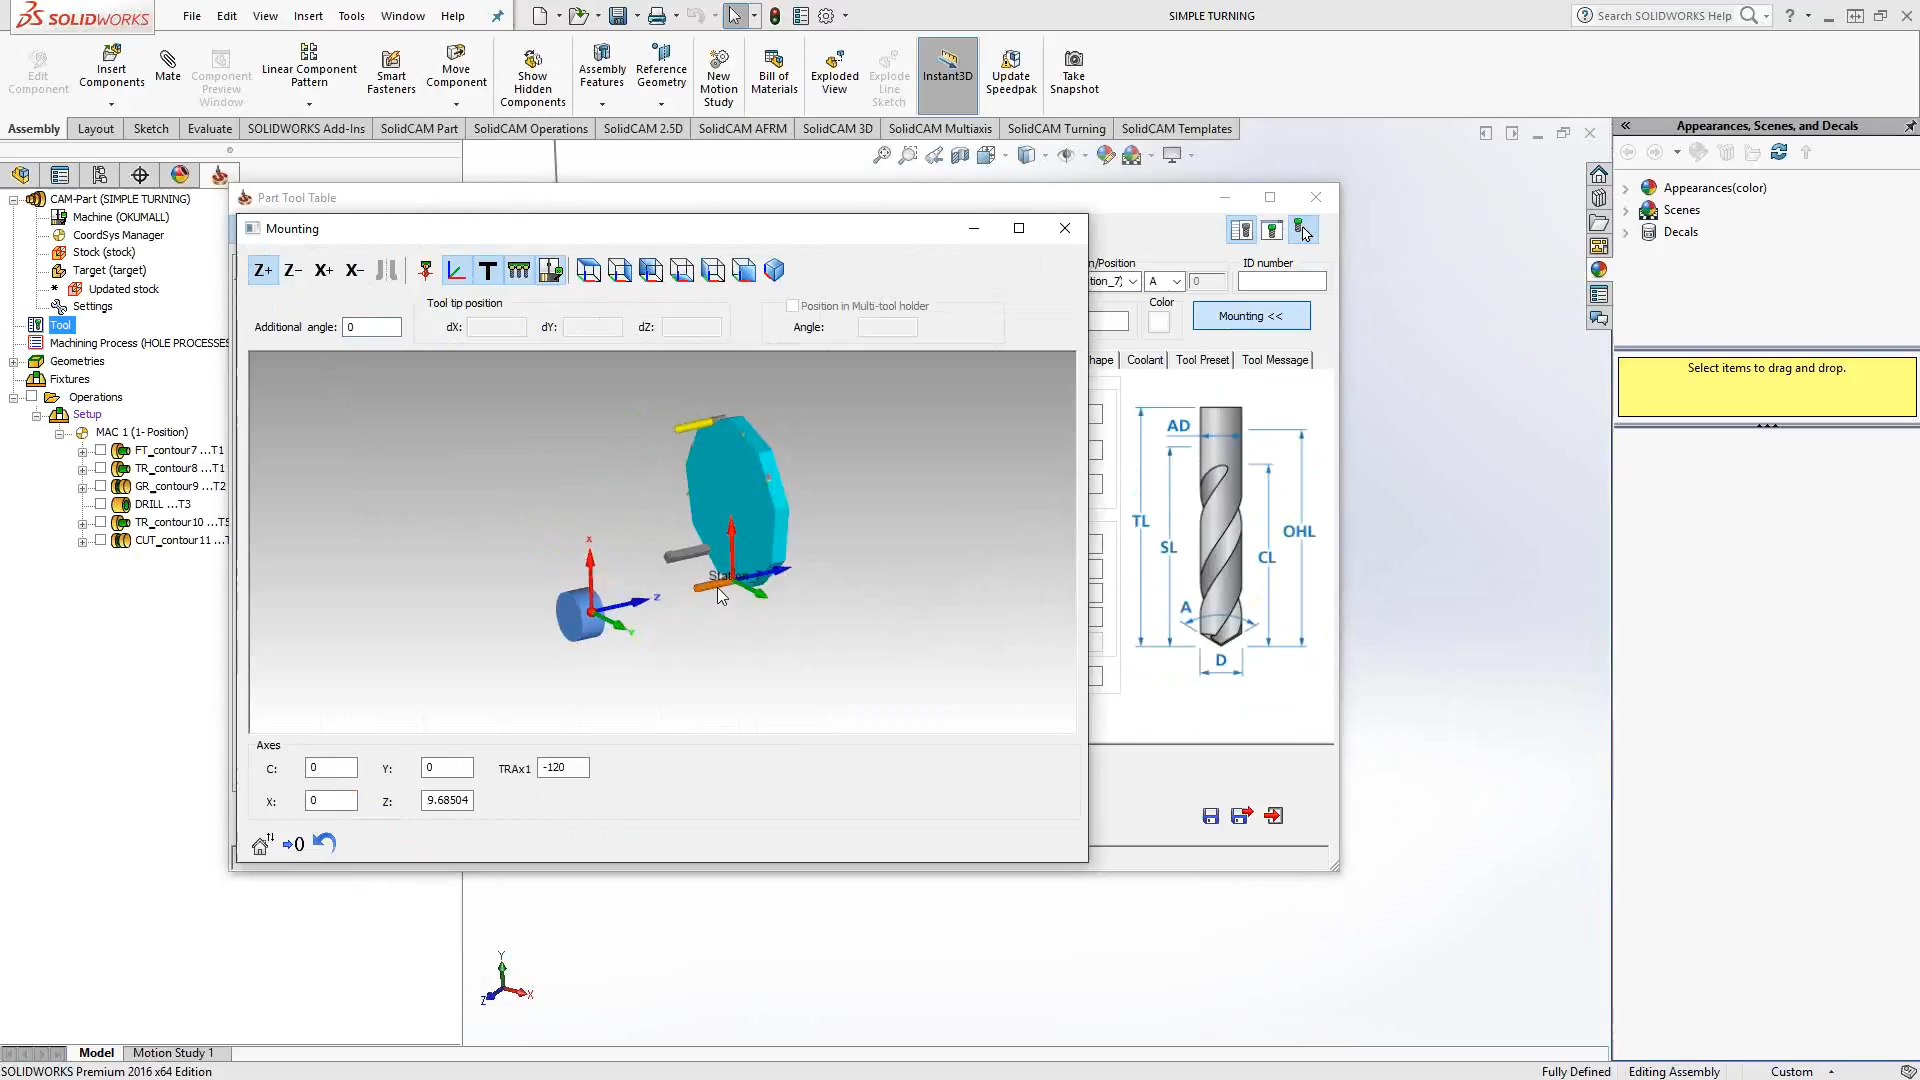 SOLIDWORKS
File Edit View Insert Tools Window Help
SIMPLE TURNING
Search SOLIDWORKS Help
Edit Component
Insert Components
Mate
Component Preview Window
Linear Component Pattern
Smart Fasteners
Move Component
Show Hidden Components
Assembly Features
Reference Geometry
New Motion Study
Bill of Materials
Exploded View
Explode Line Sketch
Instant3D
Update Speedpak
Take Snapshot
Assembly Layout Sketch Evaluate SOLIDWORKS Add-Ins SolidCAM Part SolidCAM Operations SolidCAM 2.5D SolidCAM AFRM SolidCAM 3D SolidCAM Multiaxis SolidCAM Turning SolidCAM Templates
Appearances, Scenes, and Decals
Appearances(color)
Scenes
Decals
Select items to drag and drop.
CAM-Part (SIMPLE TURNING)
Machine (OKUMALL)
CoordSys Manager
Stock (stock)
Target (target)
* Updated stock
Settings
Tool
Machining Process (HOLE PROCESSES
Geometries
Fixtures
Operations
Setup
MAC 1 (1- Position)
FT_contour7 ...T1
TR_contour8 ...T1
GR_contour9 ...T2
DRILL ...T3
TR_contour10 ...T5
CUT_contour11 ...
Part Tool Table
Mounting
Z+ Z- X+ X-
Tool tip position
Position in Multi-tool holder
Additional angle: 0 dX: dY: dZ: Angle:
X
Z
Y
Axes
C: 0 Y: 0 TRAx1 -120
X: 0 Z: 9.68504
→0
n/Position ID number
tion_7) A 0
Color
Mounting <<
hape Coolant Tool Preset Tool Message
AD
TL
SL
CL
OHL
A
D
Y
Z X
Model Motion Study 1
SOLIDWORKS Premium 2016 x64 Edition
Fully Defined Editing Assembly Custom